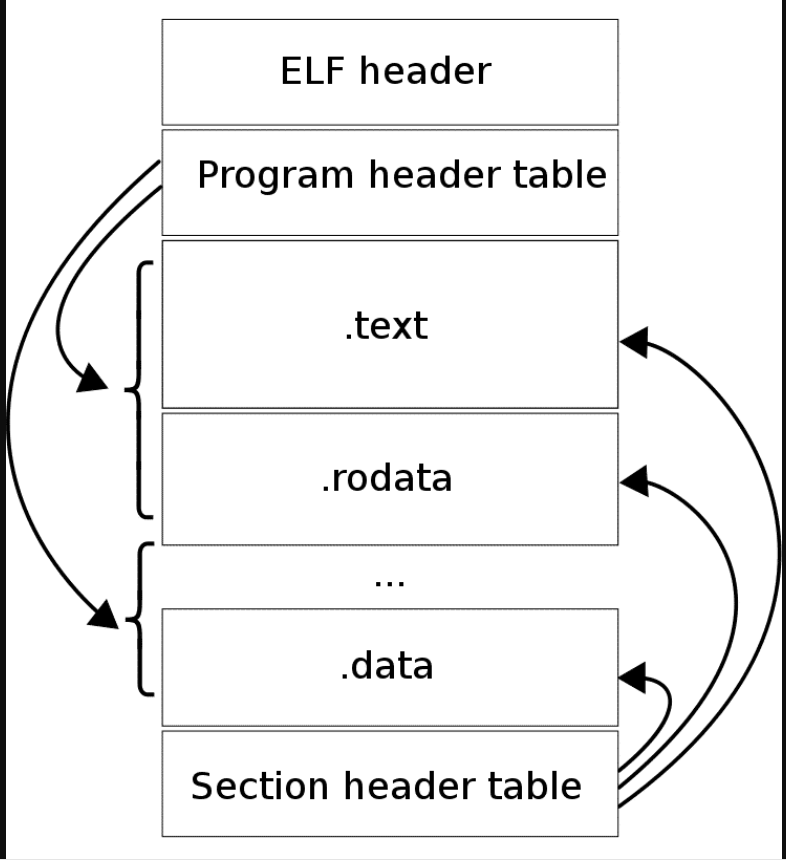 ELF header
Program header table
.text
.rodata
...
.data
Section header table